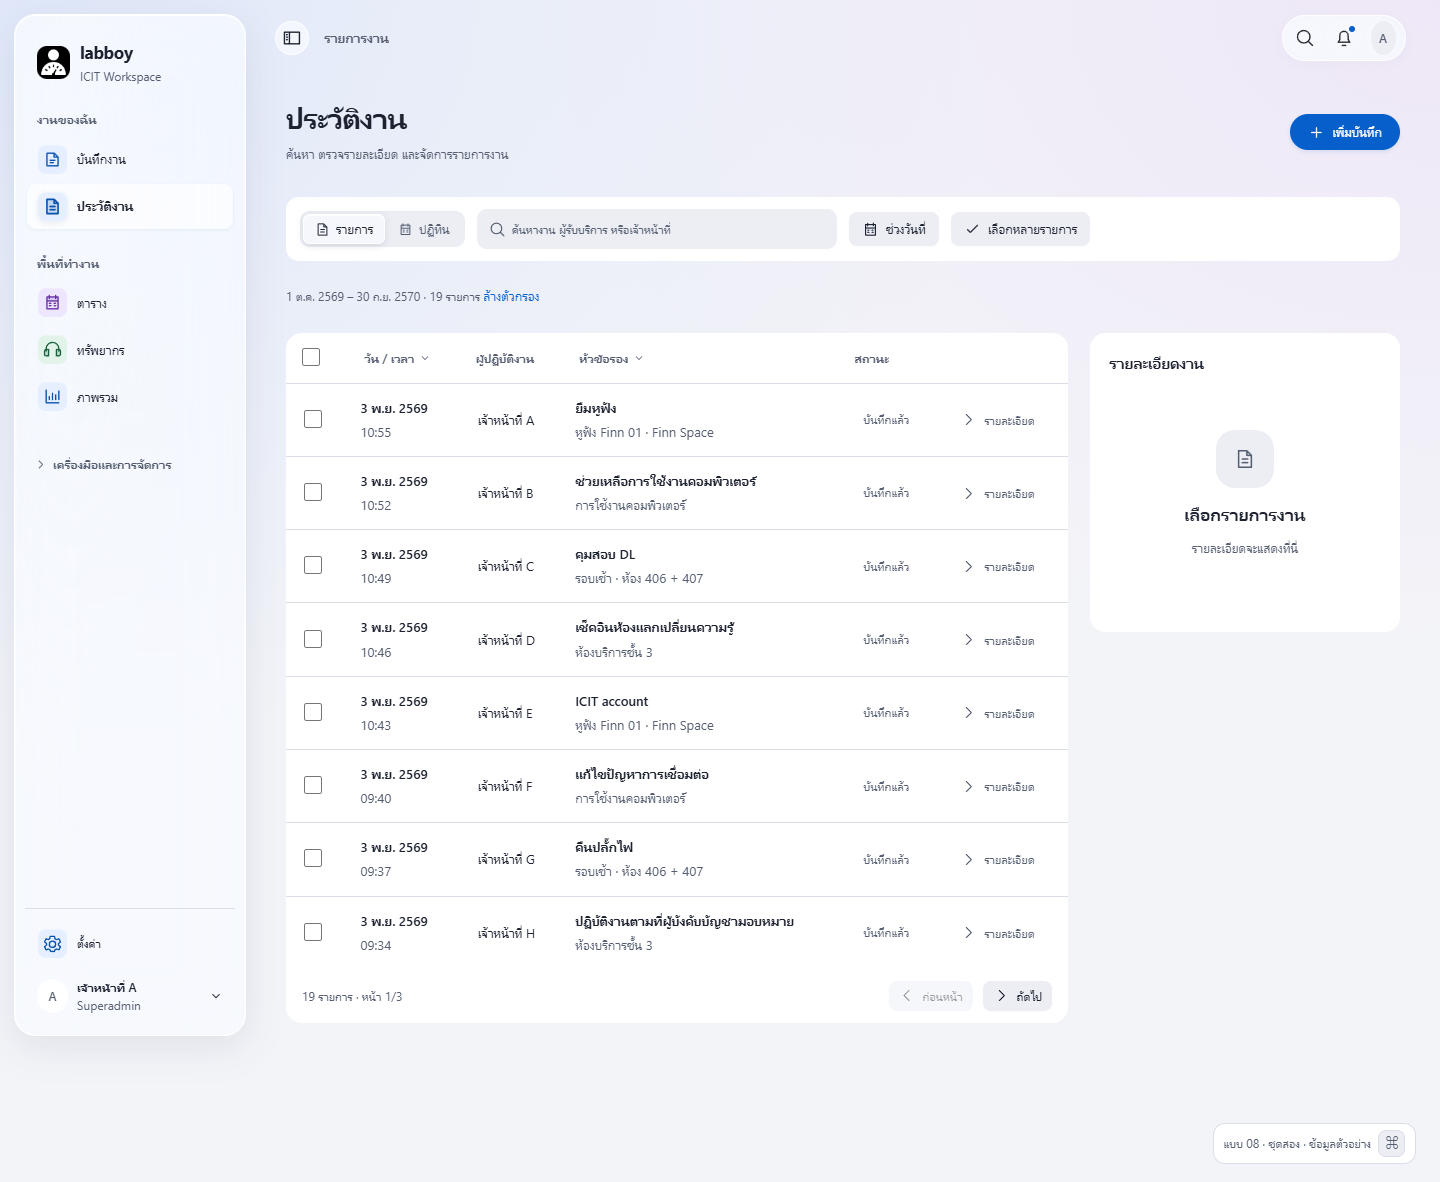 labboy
ICIT Workspace
งานของฉัน
บันทึกงาน
ประวัติงาน
พื้นที่ทำงาน
ตาราง
ทรัพยากร
ภาพรวม
เครื่องมือและการจัดการ
ตั้งค่า
A
เจ้าหน้าที่ A
Superadmin
รายการงาน
A
ประวัติงาน
ค้นหา ตรวจรายละเอียด และจัดการรายการงาน
เพิ่มบันทึก
รายการ
ปฏิทิน
ค้นหางาน ผู้รับบริการ หรือเจ้าหน้าที่
ช่วงวันที่
เลือกหลายรายการ
1 ต.ค. 2569 – 30 ก.ย. 2570 · 19 รายการ ล้างตัวกรอง
วัน / เวลา ผู้ปฏิบัติงาน หัวข้อรอง สถานะ
3 พ.ย. 2569
10:55
เจ้าหน้าที่ A
ยืมหูฟัง
หูฟัง Finn 01 · Finn Space
บันทึกแล้ว
รายละเอียด
3 พ.ย. 2569
10:52
เจ้าหน้าที่ B
ช่วยเหลือการใช้งานคอมพิวเตอร์
การใช้งานคอมพิวเตอร์
บันทึกแล้ว
รายละเอียด
3 พ.ย. 2569
10:49
เจ้าหน้าที่ C
คุมสอบ DL
รอบเช้า · ห้อง 406 + 407
บันทึกแล้ว
รายละเอียด
3 พ.ย. 2569
10:46
เจ้าหน้าที่ D
เช็คอินห้องแลกเปลี่ยนความรู้
ห้องบริการชั้น 3
บันทึกแล้ว
รายละเอียด
3 พ.ย. 2569
10:43
เจ้าหน้าที่ E
ICIT account
หูฟัง Finn 01 · Finn Space
บันทึกแล้ว
รายละเอียด
3 พ.ย. 2569
09:40
เจ้าหน้าที่ F
แก้ไขปัญหาการเชื่อมต่อ
การใช้งานคอมพิวเตอร์
บันทึกแล้ว
รายละเอียด
3 พ.ย. 2569
09:37
เจ้าหน้าที่ G
คืนปลั๊กไฟ
รอบเช้า · ห้อง 406 + 407
บันทึกแล้ว
รายละเอียด
3 พ.ย. 2569
09:34
เจ้าหน้าที่ H
ปฏิบัติงานตามที่ผู้บังคับบัญชามอบหมาย
ห้องบริการชั้น 3
บันทึกแล้ว
รายละเอียด
19 รายการ · หน้า 1/3
ก่อนหน้า
ถัดไป
รายละเอียดงาน
เลือกรายการงาน
รายละเอียดจะแสดงที่นี่
แบบ 08 · ชุดสอง · ข้อมูลตัวอย่าง ⌘